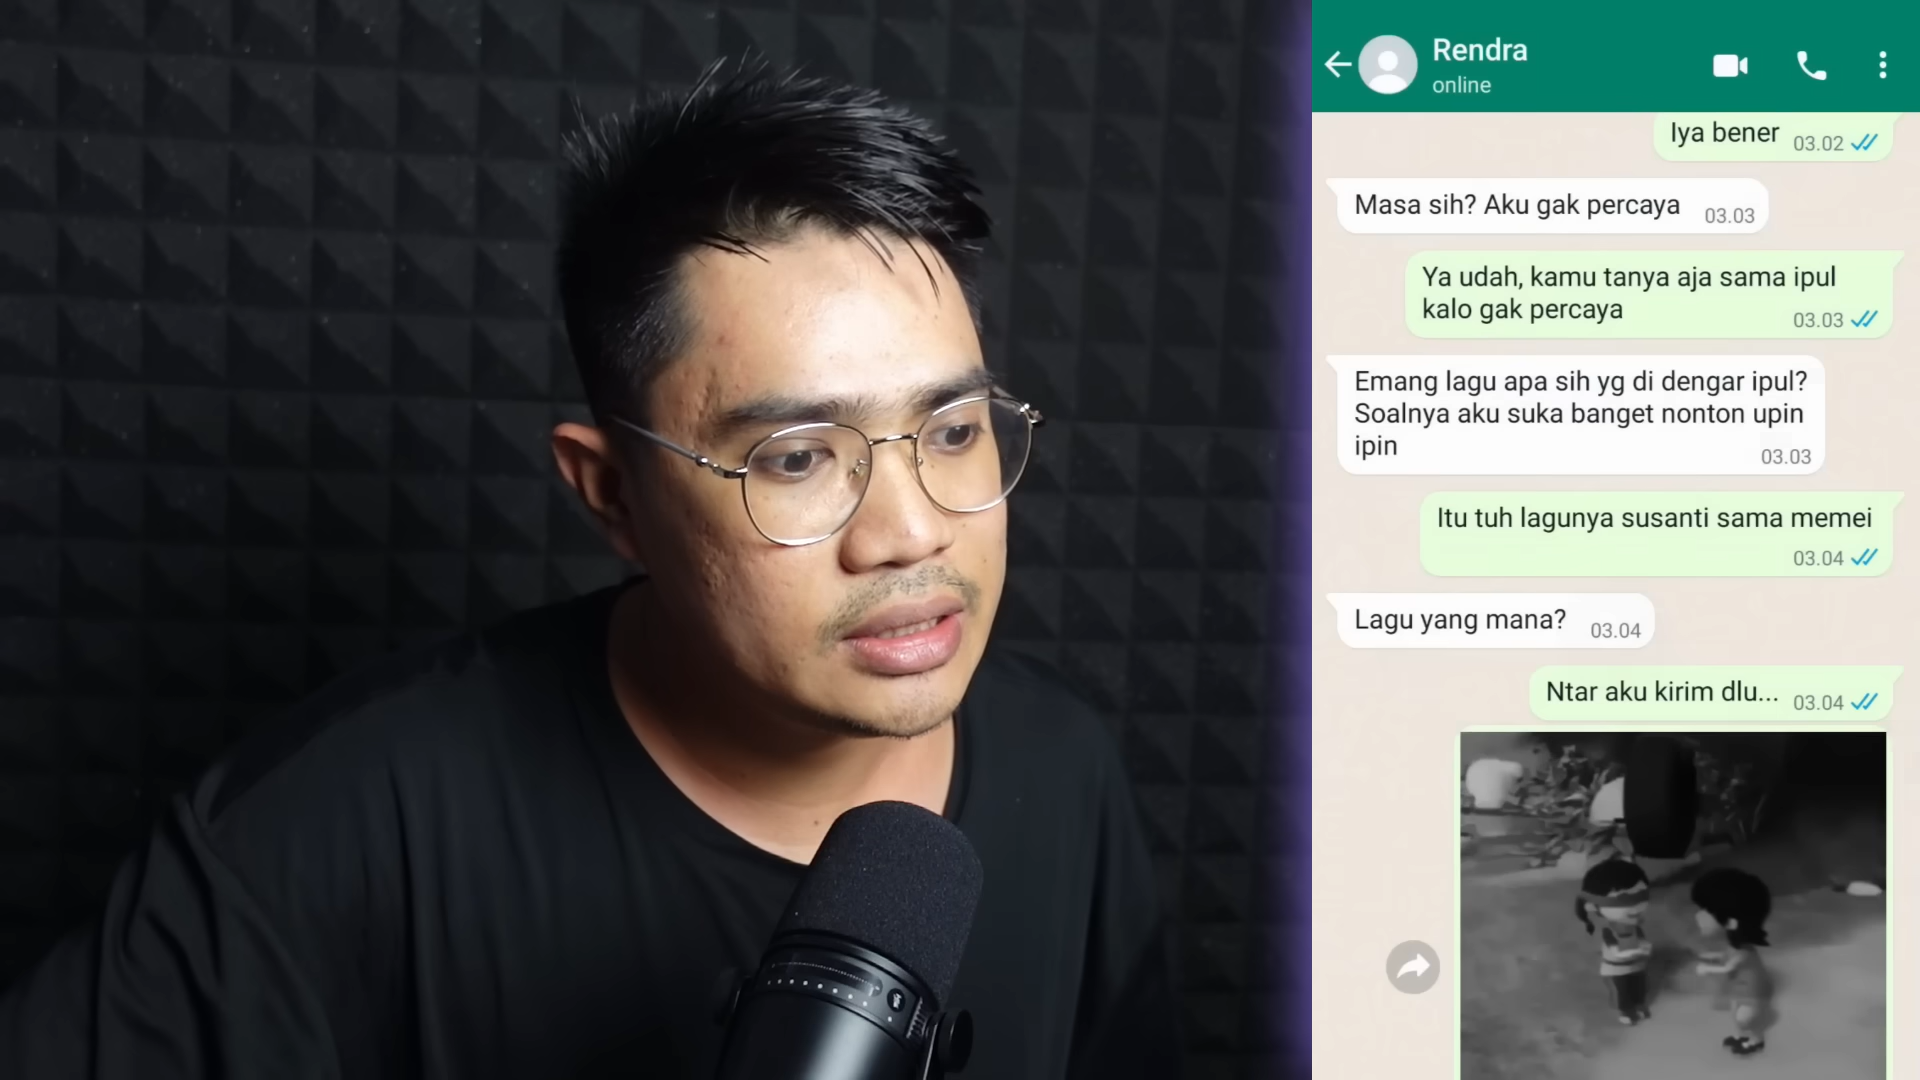 Rendra
online
Iya bener 03.02
Masa sih? Aku gak percaya 03.03
Ya udah, kamu tanya aja sama ipul
kalo gak percaya 03.03
Emang lagu apa sih yg di dengar ipul?
Soalnya aku suka banget nonton upin
ipin 03.03
Itu tuh lagunya susanti sama memei
03.04
Lagu yang mana? 03.04
Ntar aku kirim dlu... 03.04